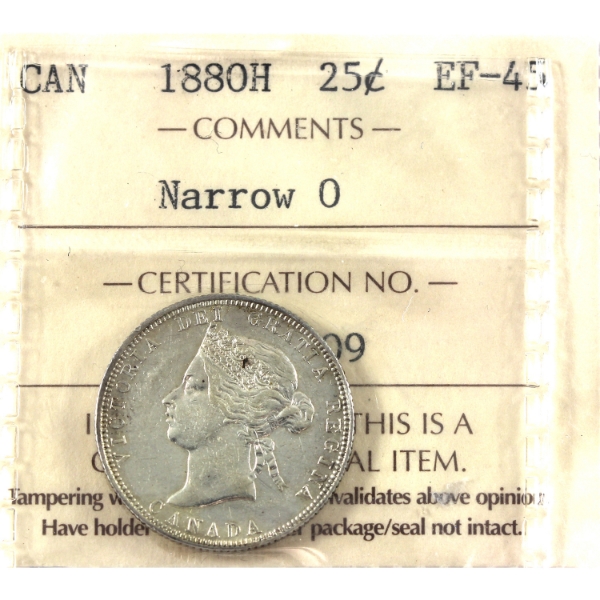 CAN 1880H 25¢ EF-45
— COMMENTS —
Narrow 0
— CERTIFICATION NO. —
09
THIS IS A
AL ITEM.
Tampering validates above opinion
Have holder package/seal not intact.
VICTORIA DEI GRATIA REGINA
CANADA